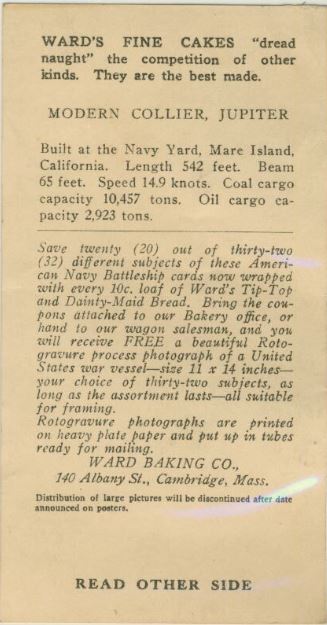 WARD'S FINE CAKES "dread
naught" the competition of other
kinds. They are the best made.
MODERN COLLIER, JUPITER
Built at the Navy Yard, Mare Island,
California. Length 542 feet. Beam
65 feet. Speed 14.9 knots. Coal cargo
capacity 10,457 tons. Oil cargo ca-
pacity 2,923 tons.
Save twenty (20) out of thirty-two
(32) different subjects of these Ameri-
can Navy Battleship cards now wrapped
with every 10c. loaf of Ward's Tip-Top
and Dainty-Maid Bread. Bring the cou-
pons attached to our Bakery office, or
hand to our wagon salesman, and you
will receive FREE a beautiful Roto-
gravure process photograph of a United
States war vessel—size 11 x 14 inches—
your choice of thirty-two subjects, as
long as the assortment lasts—all suitable
for framing.
Rotogravure photographs are printed
on heavy plate paper and put up in tubes
ready for mailing.
WARD BAKING CO.,
140 Albany St., Cambridge, Mass.
Distribution of large pictures will be discontinued after date
announced on posters.
READ OTHER SIDE